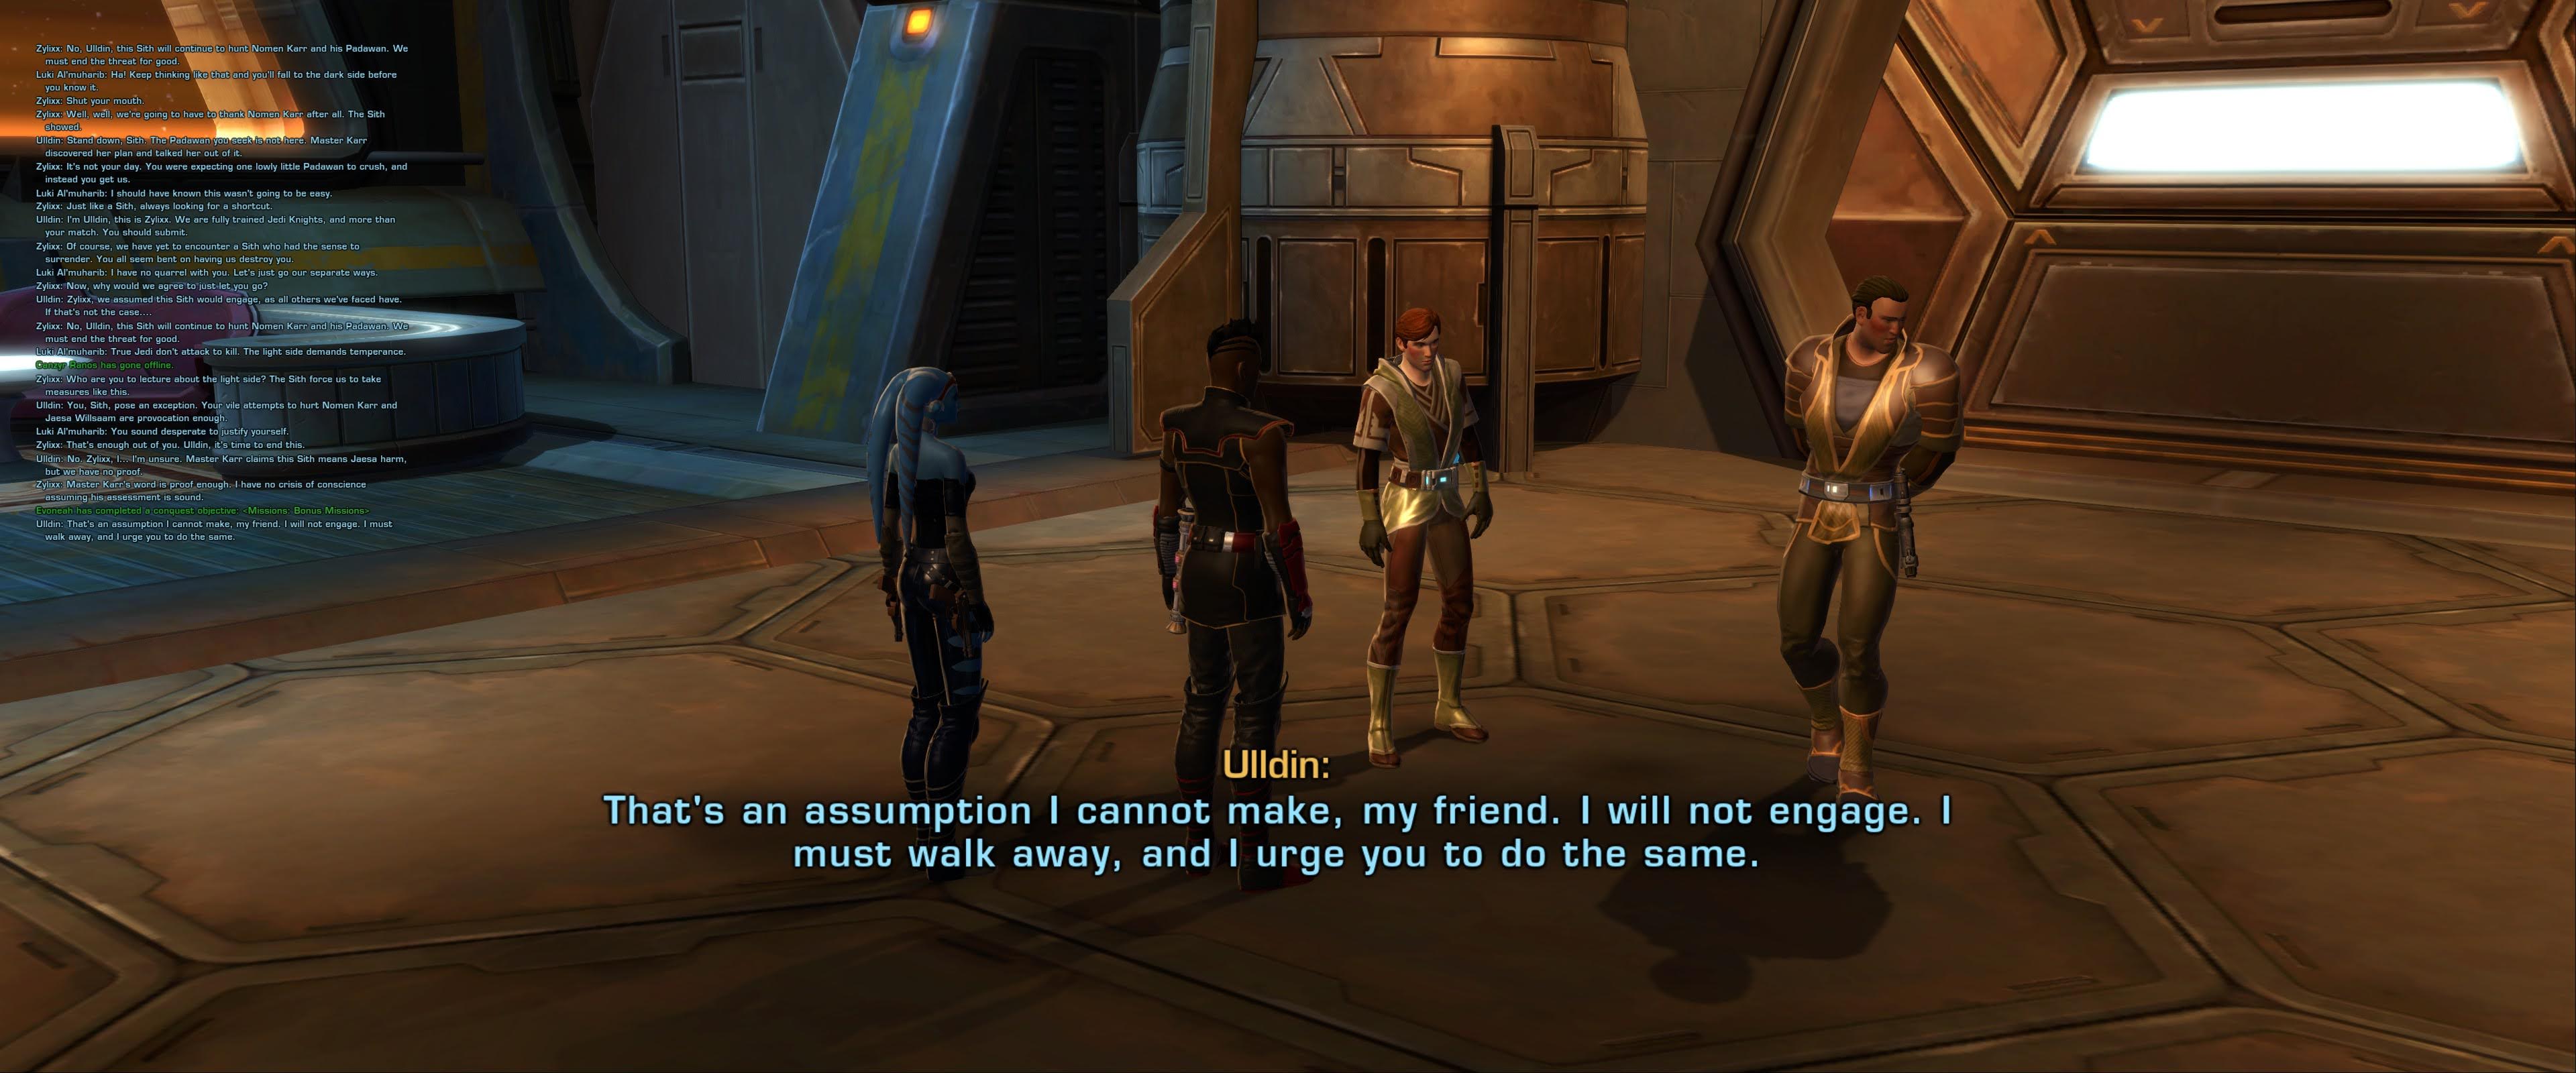 Zylixx: No, Ulldin, this Sith will continue to hunt Nomen Karr and his Padawan. We
must end the threat for good.
Luki Al'muharib: Ha! Keep thinking like that and you'll fall to the dark side before
you know it.
Zylixx: Shut your mouth.
Zylixx: Well, well, we're going to have to thank Nomen Karr after all. The Sith
showed.
Ulldin: Stand down, Sith. The Padawan you seek is not here. Master Karr
discovered her plan and talked her out of it.
Zylixx: It's not your day. You were expecting one lowly little Padawan to crush, and
instead you get us.
Luki Al'muharib: I should have known this wasn't going to be easy.
Zylixx: Just like a Sith, always looking for a shortcut.
Ulldin: I'm Ulldin, this is Zylixx. We are fully trained Jedi Knights, and more than
your match. You should submit.
Zylixx: Of course, we have yet to encounter a Sith who had the sense to
surrender. You all seem bent on having us destroy you.
Luki Al'muharib: I have no quarrel with you. Let's just go our separate ways.
Zylixx: Now, why would we agree to just let you go?
Ulldin: Zylixx, we assumed this Sith would engage, as all others we've faced have.
If that's not the case....
Zylixx: No, Ulldin, this Sith will continue to hunt Nomen Karr and his Padawan. We
must end the threat for good.
Luki Al'muharib: True Jedi don't attack to kill. The light side demands temperance.
Ranos has gone offline.
Zylixx: Who are you to lecture about the light side? The Sith force us to take
measures like this.
Ulldin: You, Sith, pose an exception. Your vile attempts to hurt Nomen Karr and
Jaesa Willsaam are provocation enough.
Luki Al'muharib: You sound desperate to justify yourself.
Zylixx: That's enough out of you. Ulldin, it's time to end this.
Ulldin: No. Zylixx, I... I'm unsure. Master Karr claims this Sith means Jaesa harm,
but we have no proof.
Zylixx: Master Karr's word is proof enough. I have no crisis of conscience
assuming his assessment is sound.
Evoneah has completed a conquest objective: <Missions: Bonus Missions>
Ulldin: That's an assumption I cannot make, my friend. I will not engage. I must
walk away, and I urge you to do the same.
Ulldin:
That's an assumption I cannot make, my friend. I will not engage. I
must walk away, and I urge you to do the same.